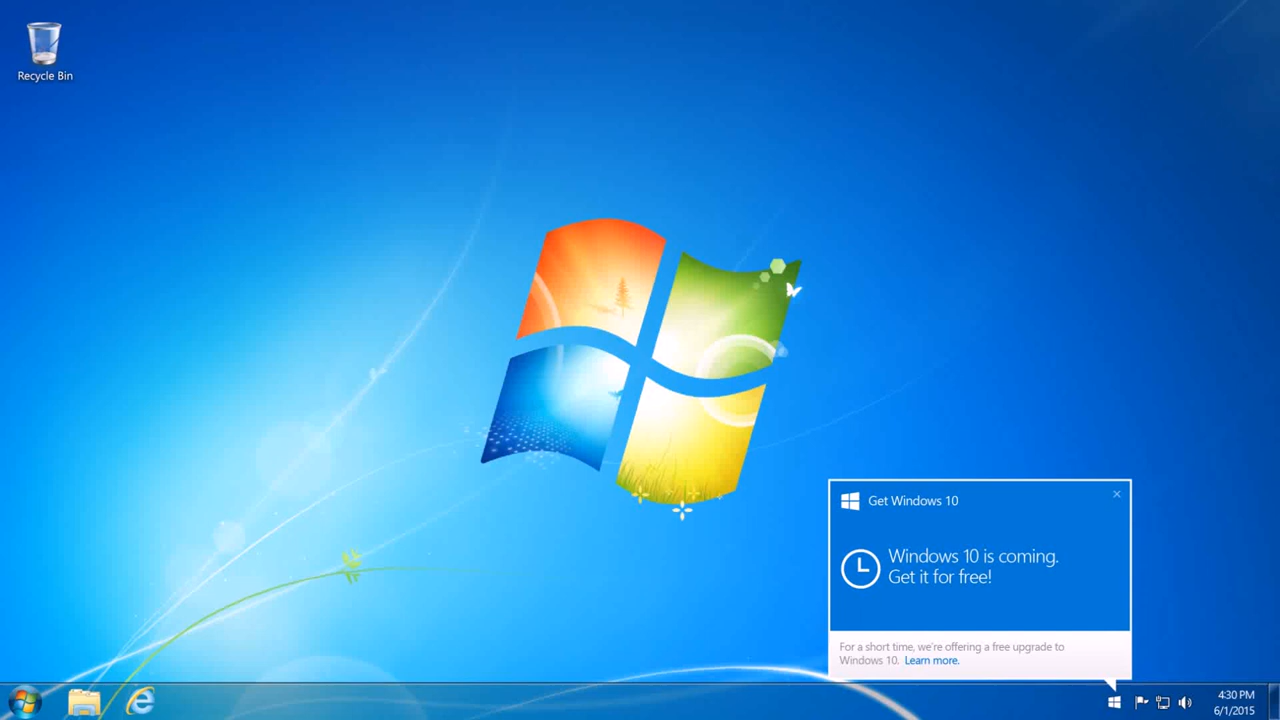 Recycle Bin
Get Windows 10
Windows 10 is coming.
Get it for free!
For a short time, we're offering a free upgrade to
Windows 10. Learn more.
4:30 PM
6/1/2015